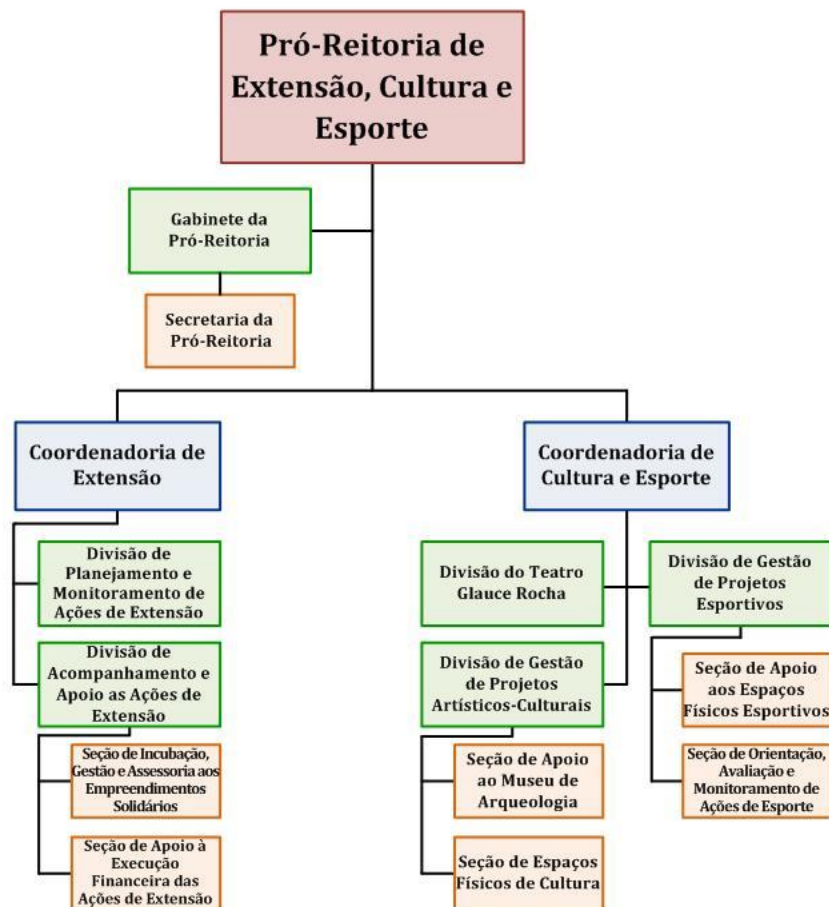 Pró-Reitoria de
Extensão, Cultura e
Esporte
Gabinete da
Pró-Reitoria
Secretaria da
Pró-Reitoria
Coordenadoria de
Extensão
Divisão de
Planejamento e
Monitoramento de
Ações de Extensão
Divisão de
Acompanhamento e
Apoio as Ações de
Extensão
Seção de Incubação,
Gestão e Assessoria aos
Empreendimentos
Solidários
Seção de Apoio à
Execução
Financeira das
Ações de Extensão
Coordenadoria de
Cultura e Esporte
Divisão do Teatro
Glauce Rocha
Divisão de Gestão
de Projetos
Artísticos-Culturais
Seção de Apoio
ao Museu de
Arqueologia
Seção de Espaços
Físicos de Cultura
Divisão de Gestão
de Projetos
Esportivos
Seção de Apoio
aos Espaços
Físicos Esportivos
Seção de Orientação,
Avaliação e
Monitoramento de
Ações de Esporte